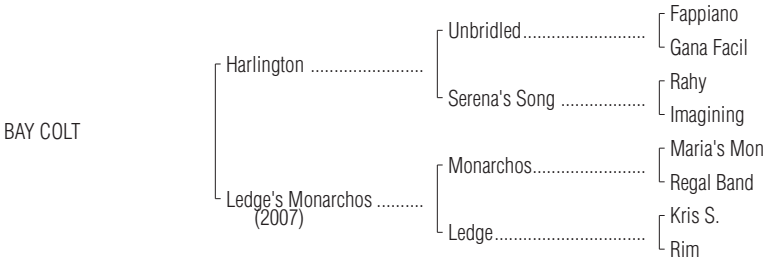 Fappiano
Unbridled..............................
Gana Facil
Harlington ........................
Rahy
Serena's Song ....................
Imagining
BAY COLT
Maria's Mon
Monarchos...........................
Regal Band
Ledge's Monarchos ..........
(2007)
Kris S.
Ledge....................................
Rim